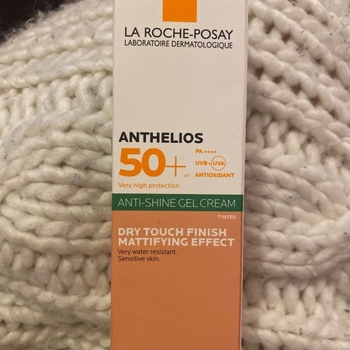 LA ROCHE-POSAY
LABORATOIRE DERMATOLOGIQUE
ANTHELIOS
50+
SPF
PA ++++
UVB + UVA
ANTIOXIDANT
Very high protection
ANTI-SHINE GEL CREAM
TINTED
DRY TOUCH FINISH
MATTIFYING EFFECT
Very water resistant.
Sensitive skin.